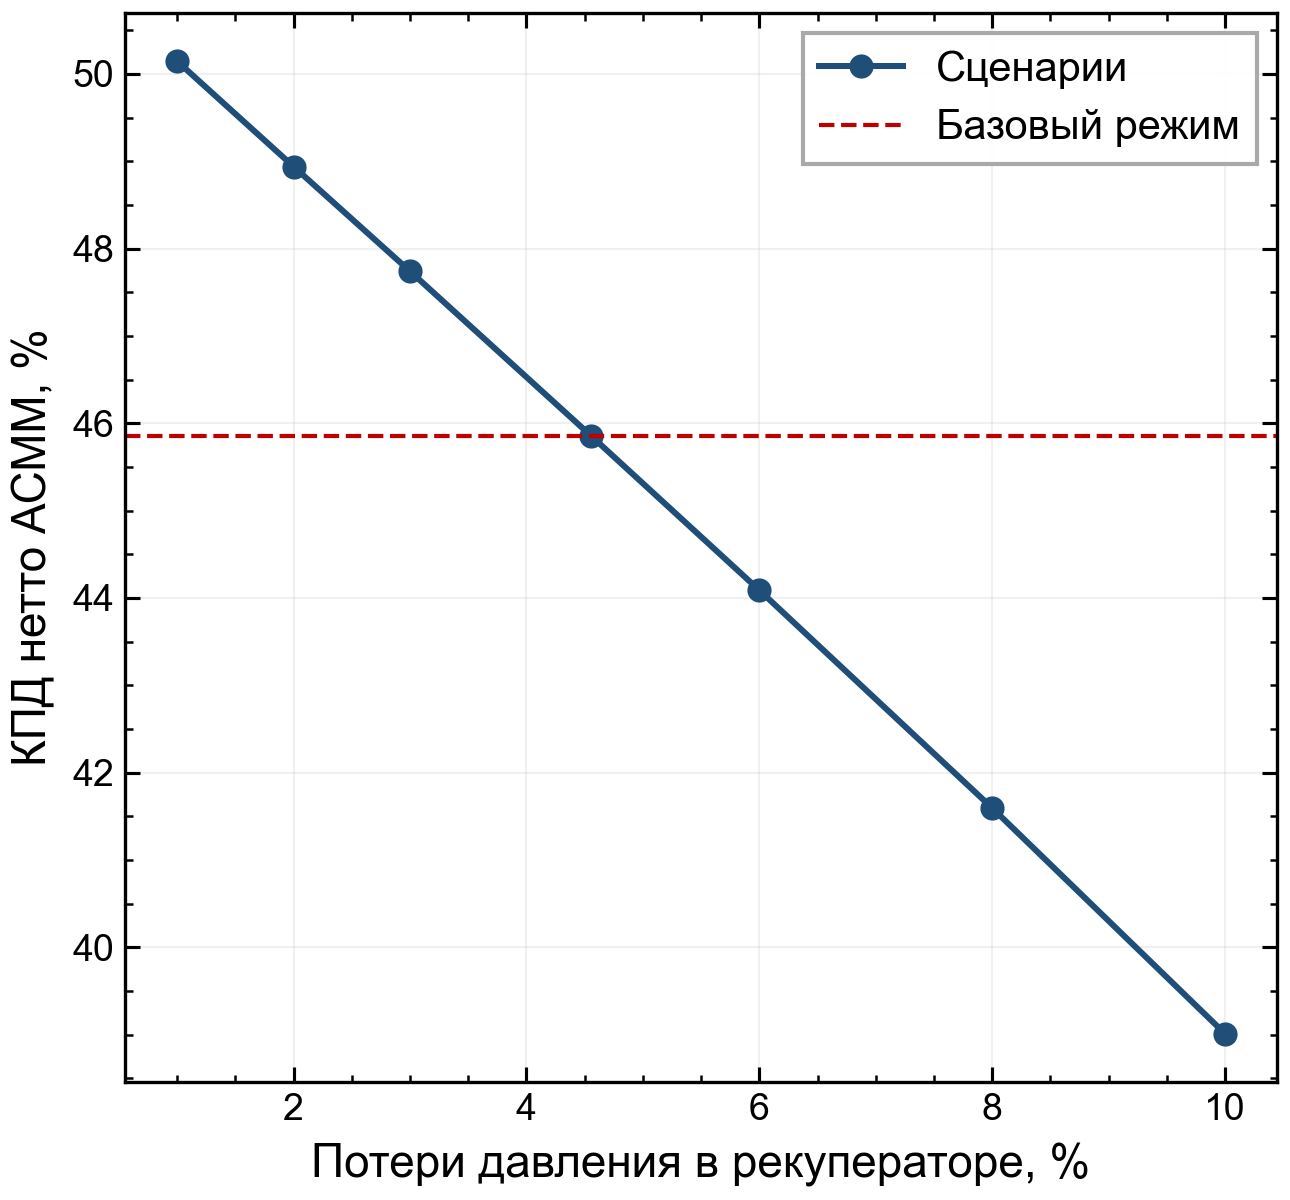 Сценарии
Базовый режим
КПД нетто АСММ, %
50
48
46
44
42
40
2 4 6 8 10
Потери давления в рекуператоре, %